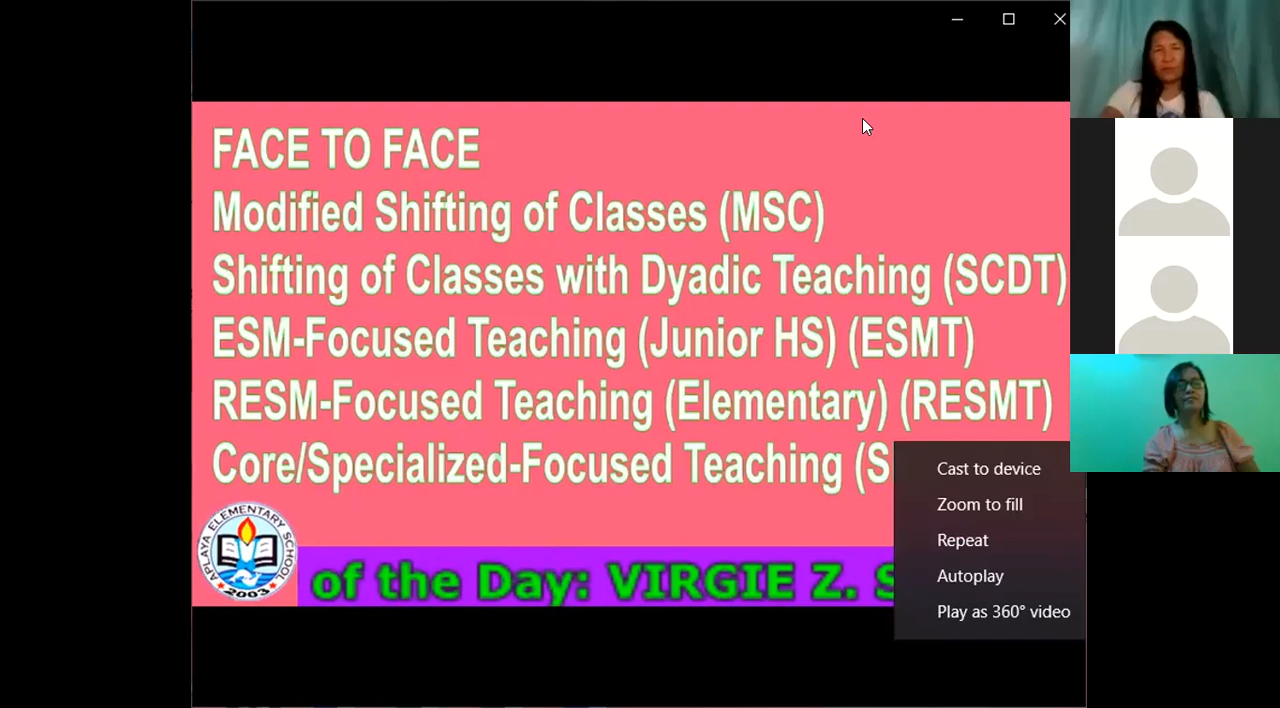 FACE TO FACE
Modified Shifting of Classes (MSC)
Shifting of Classes with Dyadic Teaching (SCDT)
ESM-Focused Teaching (Junior HS) (ESMT)
RESM-Focused Teaching (Elementary) (RESMT)
Core/Specialized-Focused Teaching (S
Cast to device
Zoom to fill
Repeat
Autoplay
Play as 360° video
APLAYA ELEMENTARY SCHOOL
2003
of the Day: VIRGIE Z. S